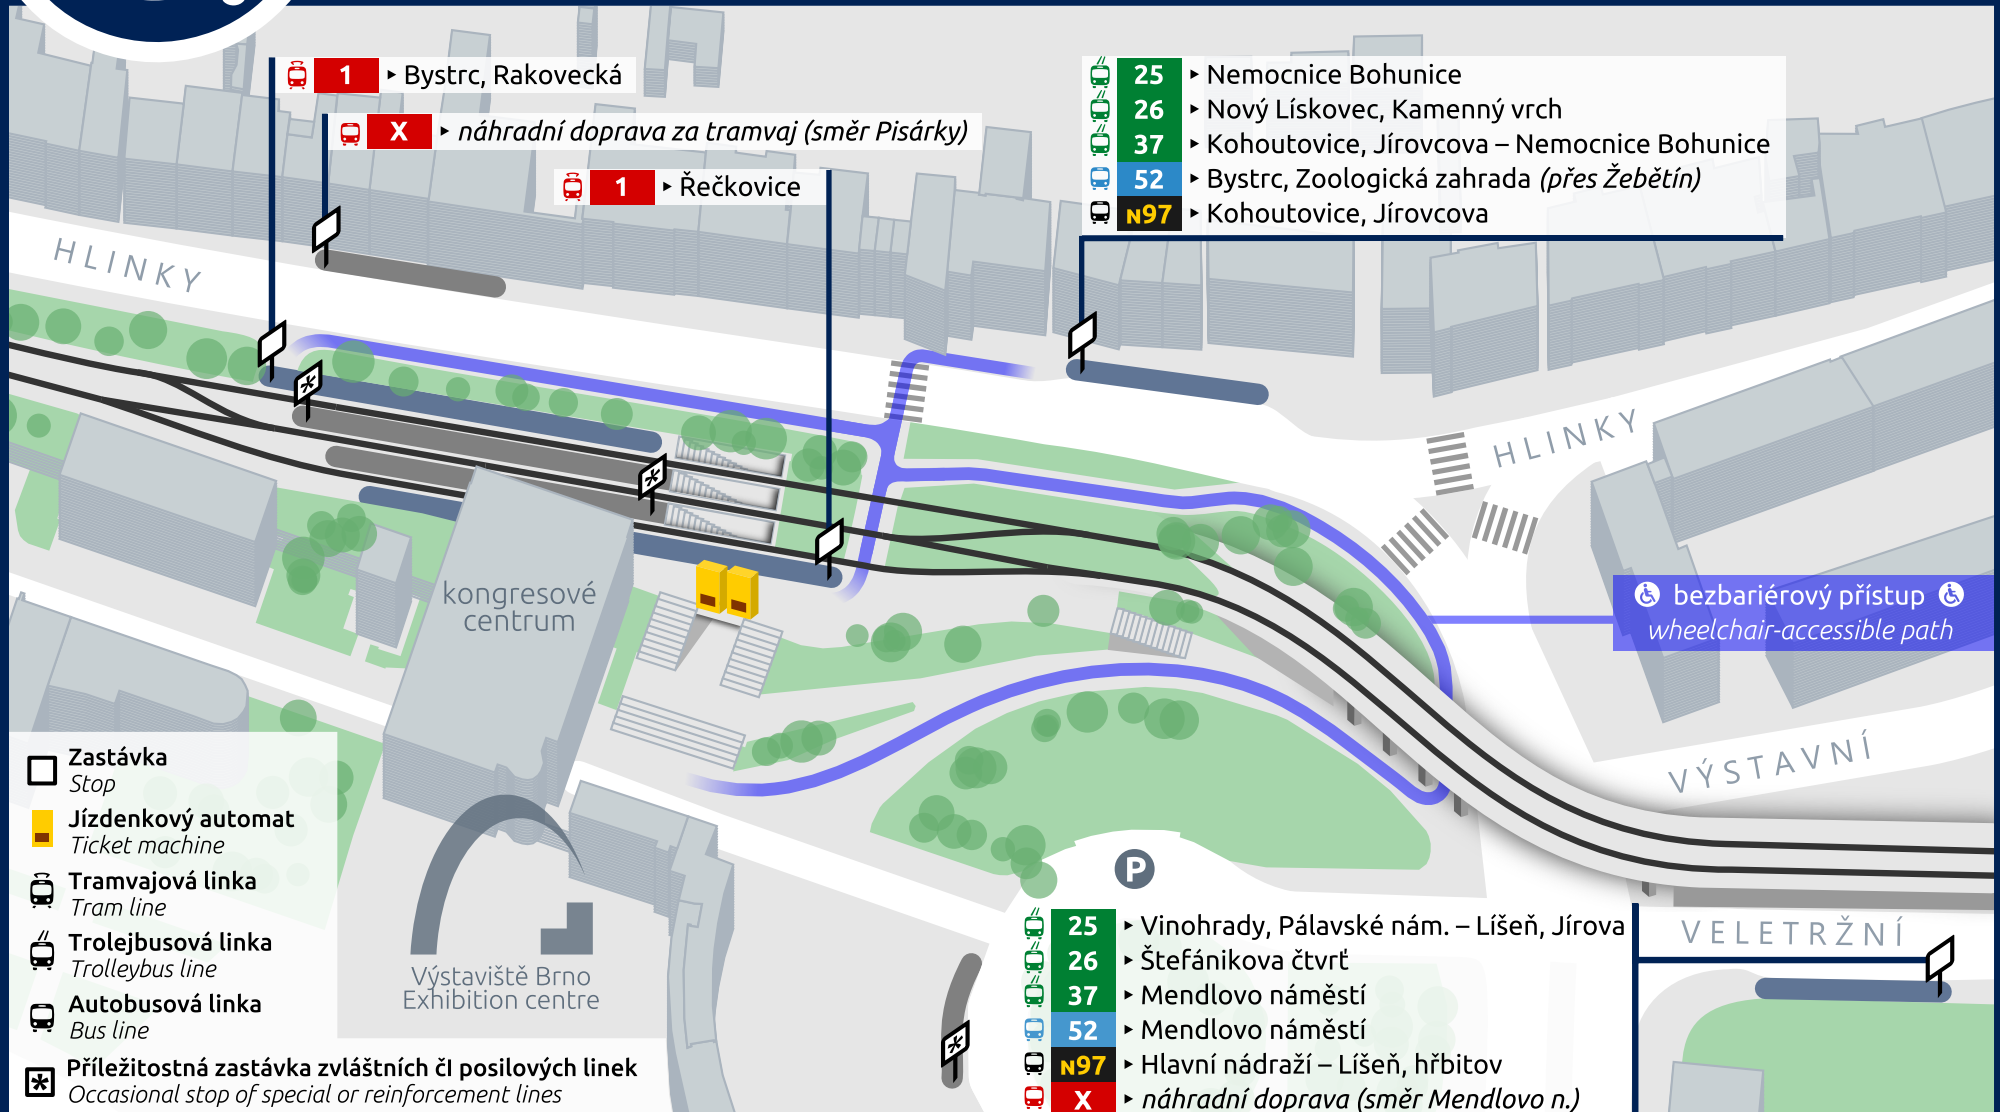 1 ▸ Bystrc, Rakovecká
X ▸ náhradní doprava za tramvaj (směr Pisárky)
1 ▸ Řečkovice
25 ▸ Nemocnice Bohunice
26 ▸ Nový Lískovec, Kamenný vrch
37 ▸ Kohoutovice, Jírovcova – Nemocnice Bohunice
52 ▸ Bystrc, Zoologická zahrada (přes Žebětín)
N97 ▸ Kohoutovice, Jírovcova
HLINKY
HLINKY
kongresové
centrum
bezbariérový přístup
wheelchair-accessible path
VÝSTAVNÍ
VELETRŽNÍ
P
Výstaviště Brno
Exhibition centre
Zastávka
Stop
Jízdenkový automat
Ticket machine
Tramvajová linka
Tram line
Trolejbusová linka
Trolleybus line
Autobusová linka
Bus line
Příležitostná zastávka zvláštních čI posilových linek
Occasional stop of special or reinforcement lines
25 ▸ Vinohrady, Pálavské nám. – Líšeň, Jírova
26 ▸ Štefánikova čtvrť
37 ▸ Mendlovo náměstí
52 ▸ Mendlovo náměstí
N97 ▸ Hlavní nádraží – Líšeň, hřbitov
X ▸ náhradní doprava (směr Mendlovo n.)